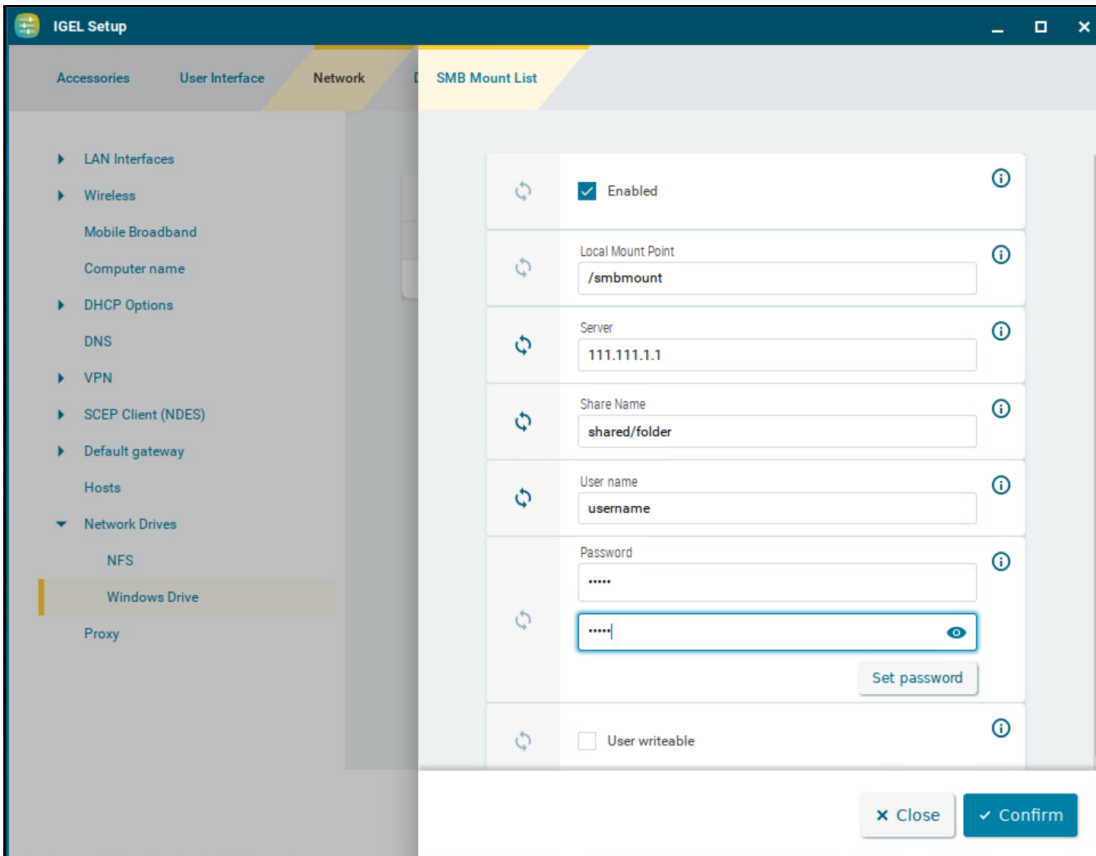 IGEL Setup
Accessories
User Interface
Network
SMB Mount List
LAN Interfaces
Wireless
Mobile Broadband
Computer name
DHCP Options
DNS
VPN
SCEP Client (NDES)
Default gateway
Hosts
Network Drives
NFS
Windows Drive
Proxy
Enabled
Local Mount Point
/smbmount
Server
111.111.1.1
Share Name
shared/folder
User name
username
Password
•••••
•••••
Set password
User writeable
Close
Confirm